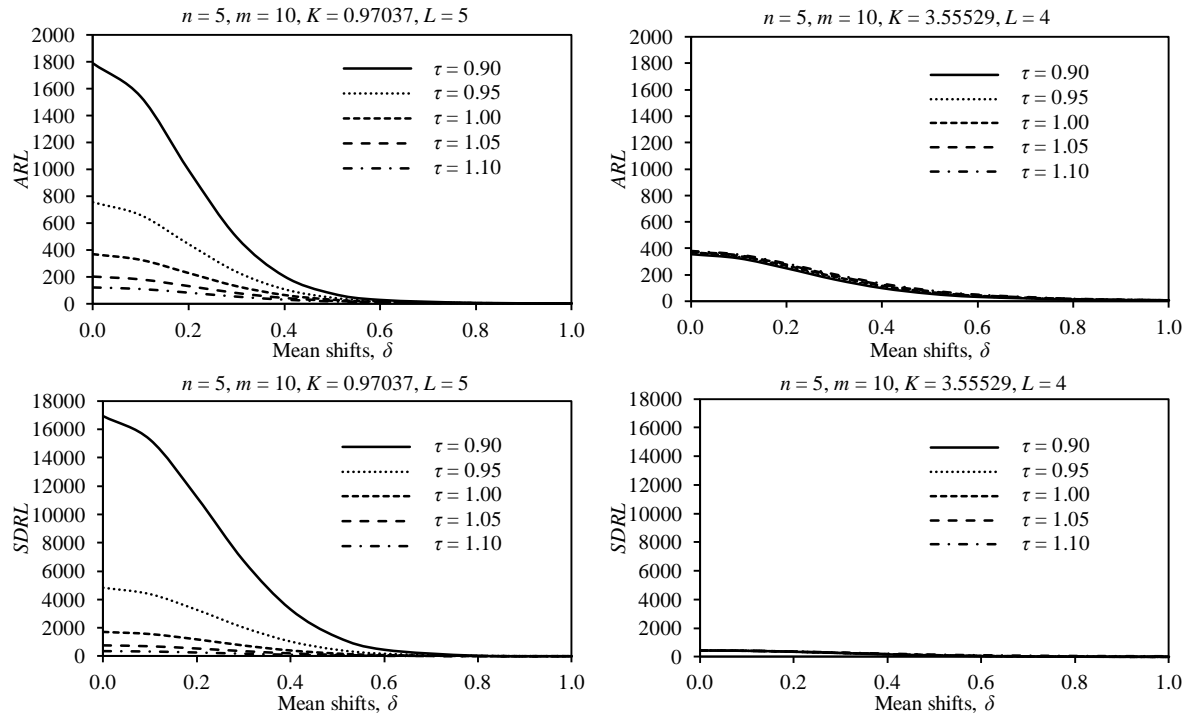 n = 5, m = 10, K = 0.97037, L = 5
2000
1800
1600
1400
1200
1000
800
600
400
200
0
ARL
τ = 0.90
τ = 0.95
τ = 1.00
τ = 1.05
τ = 1.10
0.0 0.2 0.4 0.6 0.8 1.0
Mean shifts, δ
n = 5, m = 10, K = 3.55529, L = 4
2000
1800
1600
1400
1200
1000
800
600
400
200
0
ARL
τ = 0.90
τ = 0.95
τ = 1.00
τ = 1.05
τ = 1.10
0.0 0.2 0.4 0.6 0.8 1.0
Mean shifts, δ
n = 5, m = 10, K = 0.97037, L = 5
18000
16000
14000
12000
10000
8000
6000
4000
2000
0
SDRL
τ = 0.90
τ = 0.95
τ = 1.00
τ = 1.05
τ = 1.10
0.0 0.2 0.4 0.6 0.8 1.0
Mean shifts, δ
n = 5, m = 10, K = 3.55529, L = 4
18000
16000
14000
12000
10000
8000
6000
4000
2000
0
SDRL
τ = 0.90
τ = 0.95
τ = 1.00
τ = 1.05
τ = 1.10
0.0 0.2 0.4 0.6 0.8 1.0
Mean shifts, δ